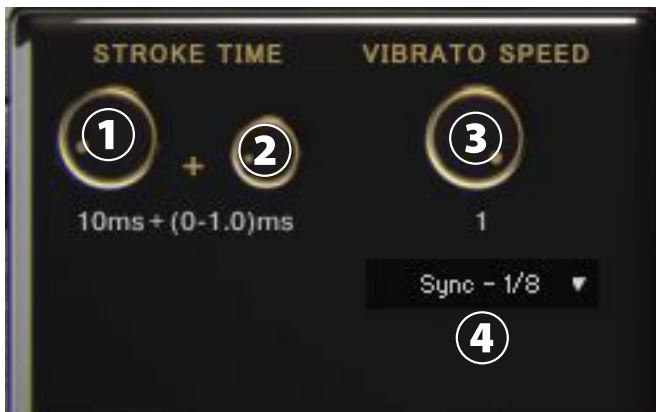 STROKE TIME
VIBRATO SPEED
1
+
2
3
10ms + (0-1.0)ms
1
Sync - 1/8 ▼
4